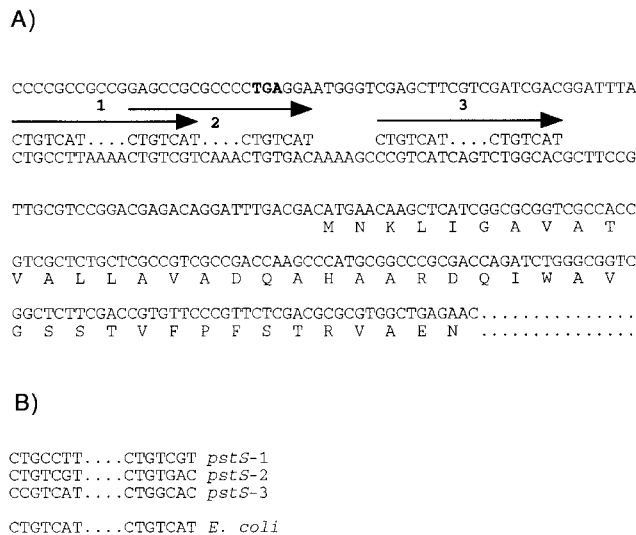 A)
CCCCGCCGCCGGAGCCGCGCCCCTGAGGAATGGGTCGAGCTTCGTCGATCGACGGATTTA
1 2 3
CTGTCAT....CTGTCAT....CTGTCAT CTGTCAT....CTGTCAT
CTGCCTTAAAACTGTCGTCAAACTGTGACAAAAGCCCGTCATCAGTCTGGCACGCTTCCG
TTGCGTCCGGACGAGACAGGATTTGACGACATGAACAAGCTCATCGGCGCGGTCGCCACC
M N K L I G A V A T
GTCGCTCTGCTCGCCGTCGCCGACCAAGCCCATGCGGCCCGCGACCAGATCTGGGCGGTC
V A L L A V A D Q A H A A R D Q I W A V
GGCTCTTCGACCGTGTTCCCGTTCTCGACGCGCGTGGCTGAGAAC...............
G S S T V F P F S T R V A E N ...............
B)
CTGCCTT....CTGTCGT pstS-1
CTGTCGT....CTGTGAC pstS-2
CCGTCAT....CTGGCAC pstS-3
CTGTCAT....CTGTCAT E. coli